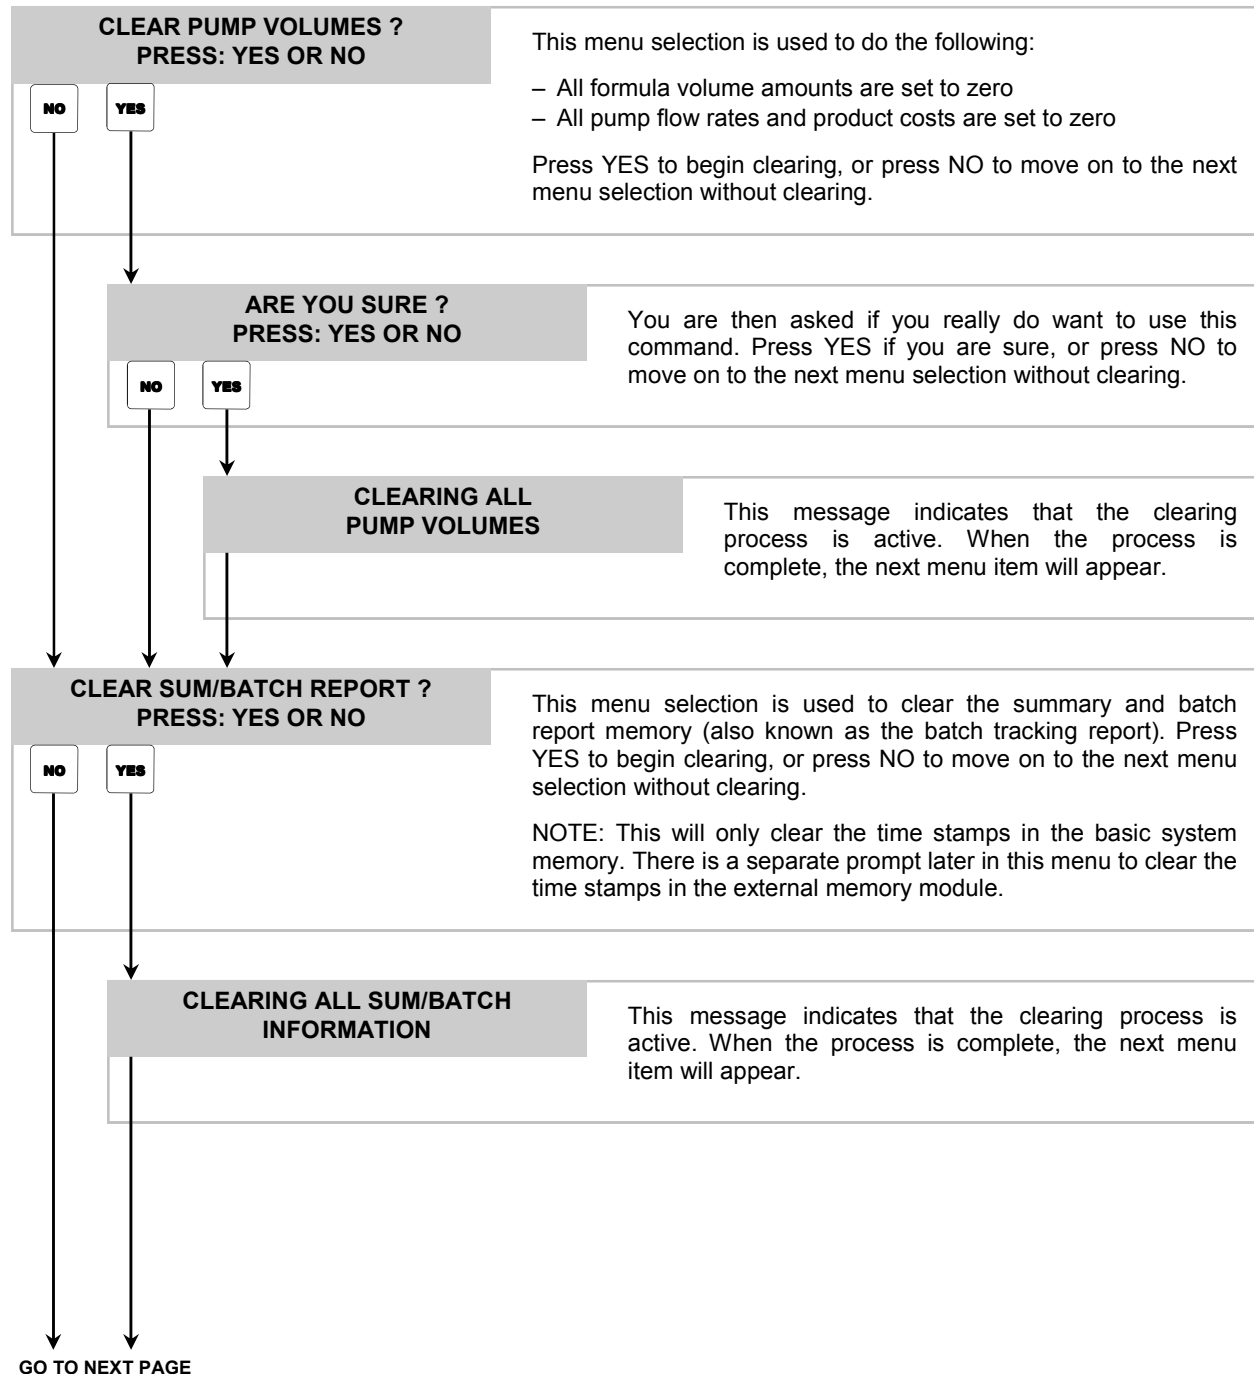 CLEAR PUMP VOLUMES ?
PRESS: YES OR NO
NO YES
This menu selection is used to do the following:
– All formula volume amounts are set to zero
– All pump flow rates and product costs are set to zero
Press YES to begin clearing, or press NO to move on to the next
menu selection without clearing.
ARE YOU SURE ?
PRESS: YES OR NO
NO YES
You are then asked if you really do want to use this
command. Press YES if you are sure, or press NO to
move on to the next menu selection without clearing.
CLEARING ALL
PUMP VOLUMES
This message indicates that the clearing
process is active. When the process is
complete, the next menu item will appear.
CLEAR SUM/BATCH REPORT ?
PRESS: YES OR NO
NO YES
This menu selection is used to clear the summary and batch
report memory (also known as the batch tracking report). Press
YES to begin clearing, or press NO to move on to the next menu
selection without clearing.
NOTE: This will only clear the time stamps in the basic system
memory. There is a separate prompt later in this menu to clear the
time stamps in the external memory module.
CLEARING ALL SUM/BATCH
INFORMATION
This message indicates that the clearing process is
active. When the process is complete, the next menu
item will appear.
GO TO NEXT PAGE